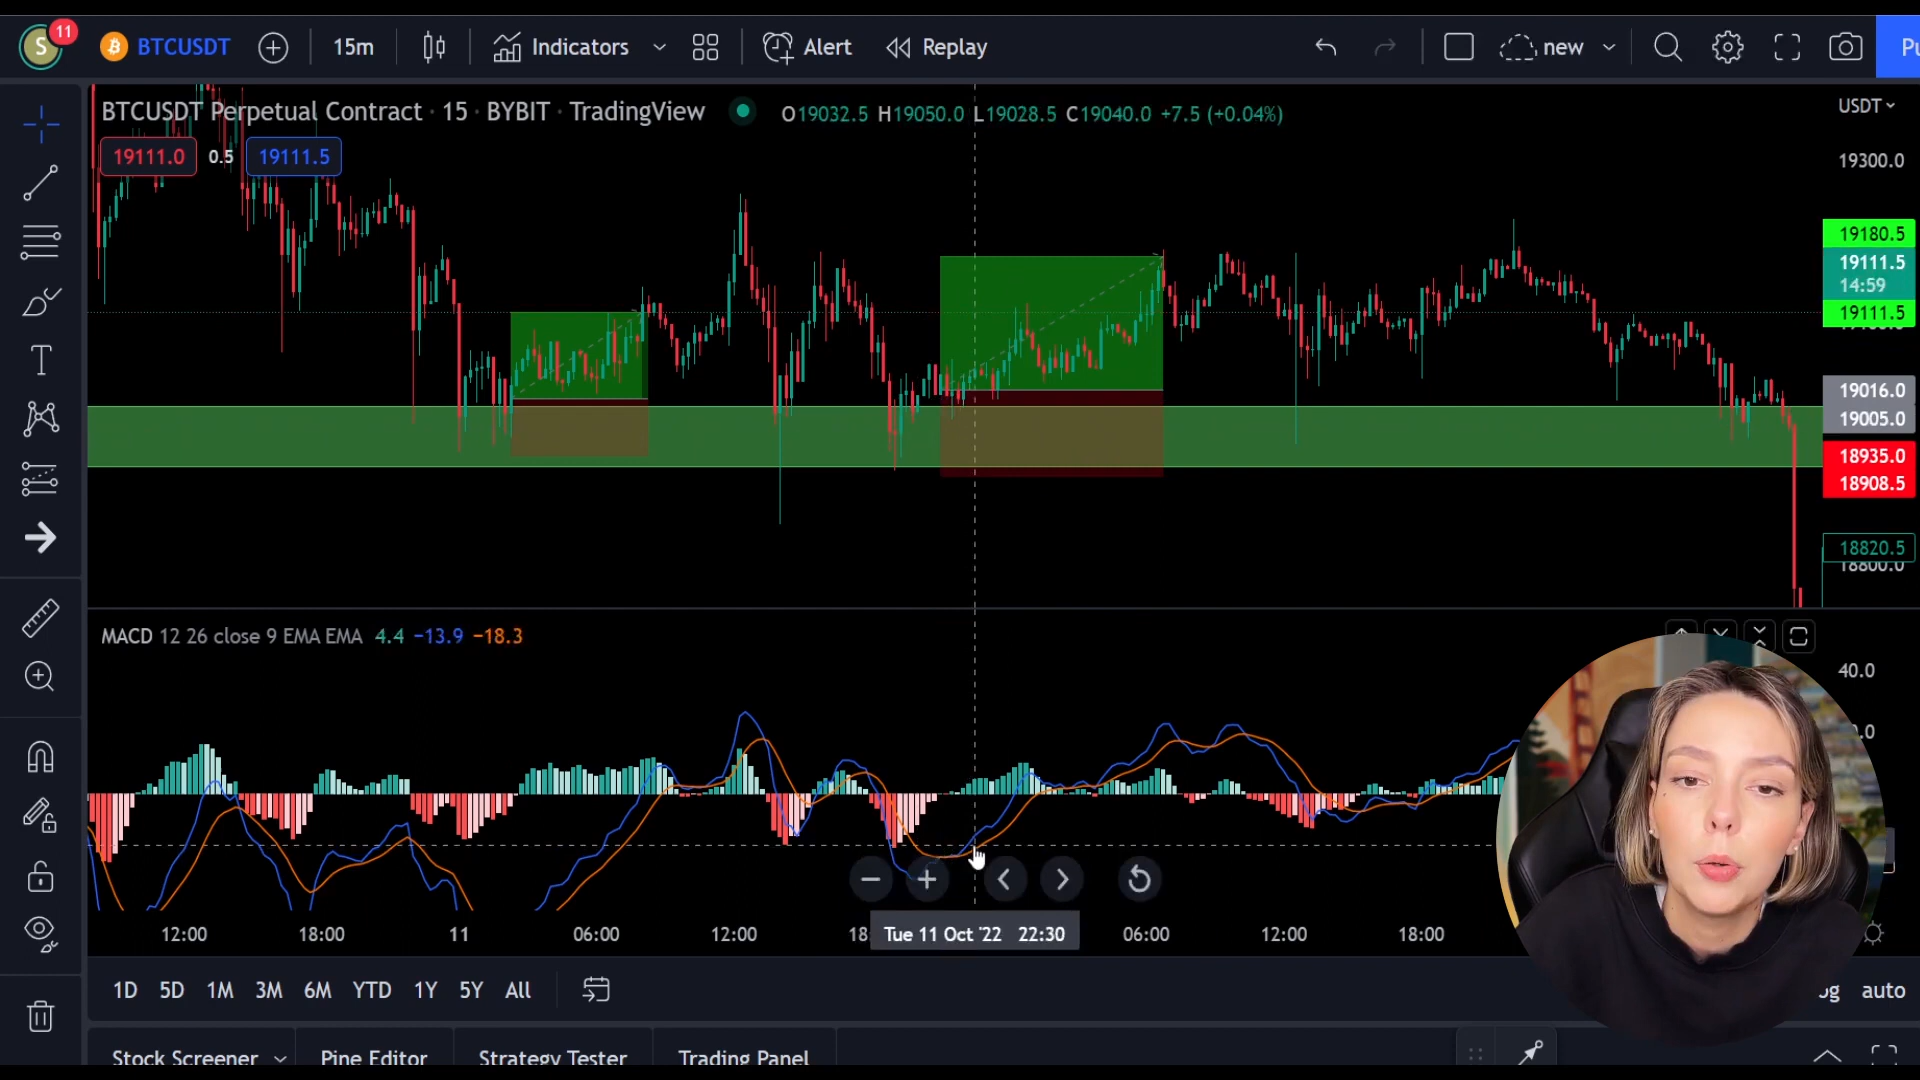 S 11 BTCUSDT 15m Indicators Alert Replay new Pu
BTCUSDT Perpetual Contract · 15 · BYBIT · TradingView O19032.5 H19050.0 L19028.5 C19040.0 +7.5 (+0.04%) USDT
19111.0 0.5 19111.5
19300.0
19180.5
19111.5
14:59
19111.5
19016.0
19005.0
18935.0
18908.5
18820.5
18800.0
MACD 12 26 close 9 EMA EMA 4.4 −13.9 −18.3
40.0
12:00 18:00 11 06:00 12:00 18: Tue 11 Oct '22 22:30 06:00 12:00 18:00
1D 5D 1M 3M 6M YTD 1Y 5Y All auto
Stock Screener Pine Editor Strategy Tester Trading Panel